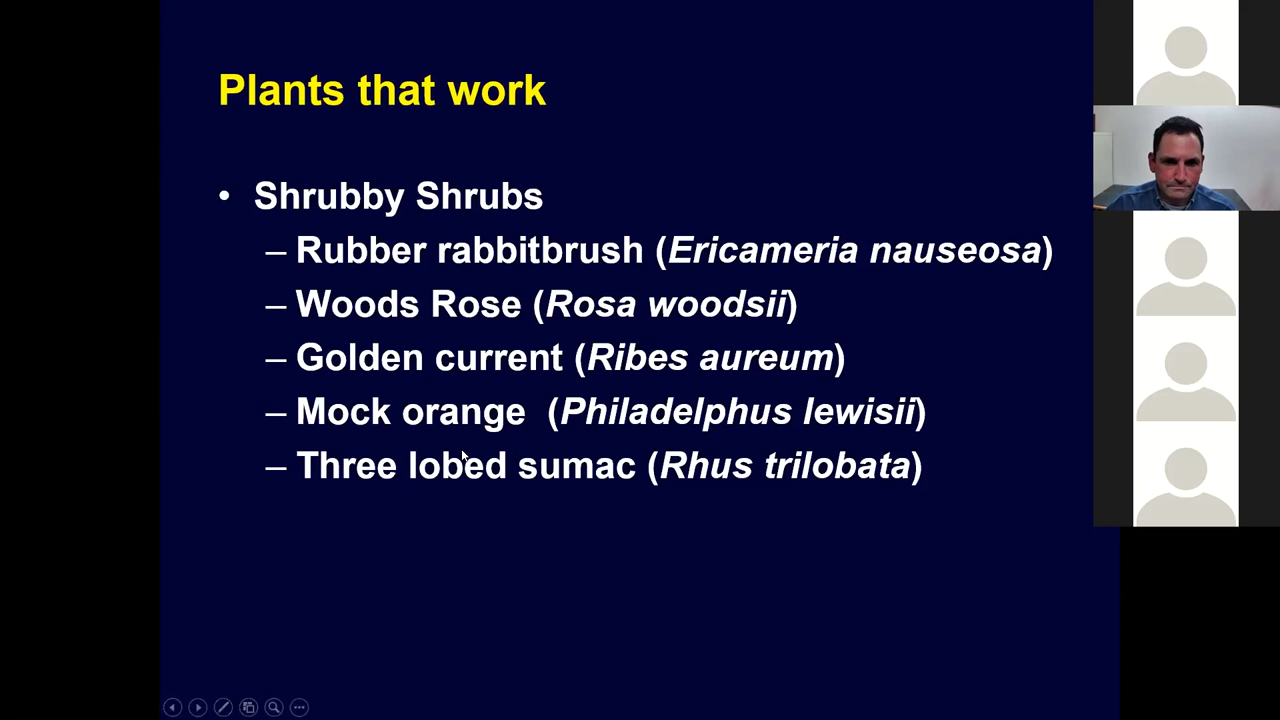 Plants that work
• Shrubby Shrubs
– Rubber rabbitbrush (Ericameria nauseosa)
– Woods Rose (Rosa woodsii)
– Golden current (Ribes aureum)
– Mock orange (Philadelphus lewisii)
– Three lobed sumac (Rhus trilobata)